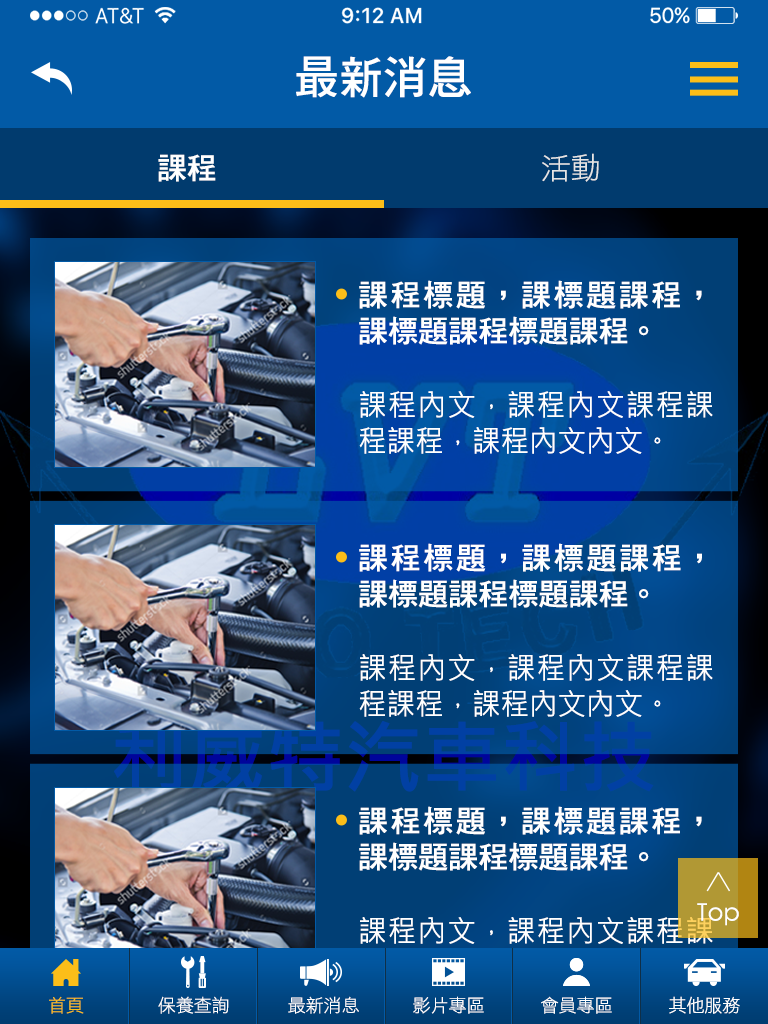 AT&T 9:12 AM 50%
最新消息
課程 活動
課程標題，課標題課程，
課標題課程標題課程。
課程內文，課程內文課程課
程課程，課程內文內文。
課程標題，課標題課程，
課標題課程標題課程。
課程內文，課程內文課程課
程課程，課程內文內文。
利威特汽車科技
課程標題，課標題課程，
課標題課程標題課程。
課程內文，課程內文課程課
Top
首頁 保養查詢 最新消息 影片專區 會員專區 其他服務